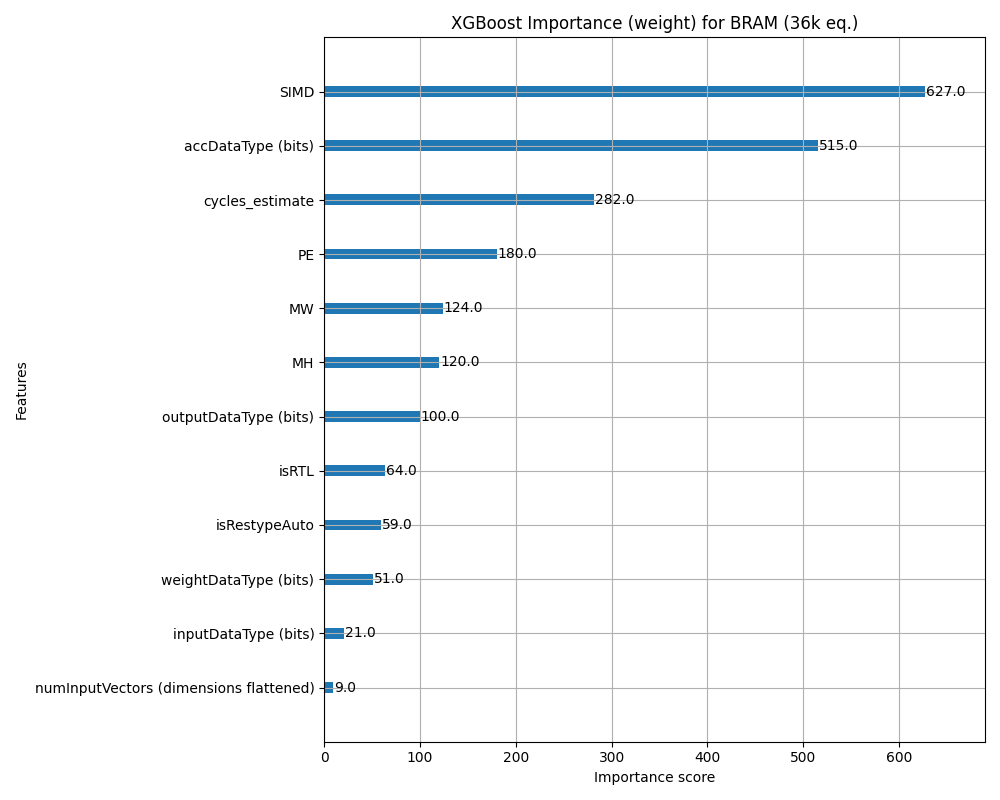 XGBoost Importance (weight) for BRAM (36k eq.)
Features
SIMD 627.0
accDataType (bits) 515.0
cycles_estimate 282.0
PE 180.0
MW 124.0
MH 120.0
outputDataType (bits) 100.0
isRTL 64.0
isRestypeAuto 59.0
weightDataType (bits) 51.0
inputDataType (bits) 21.0
numInputVectors (dimensions flattened) 9.0
0 100 200 300 400 500 600
Importance score